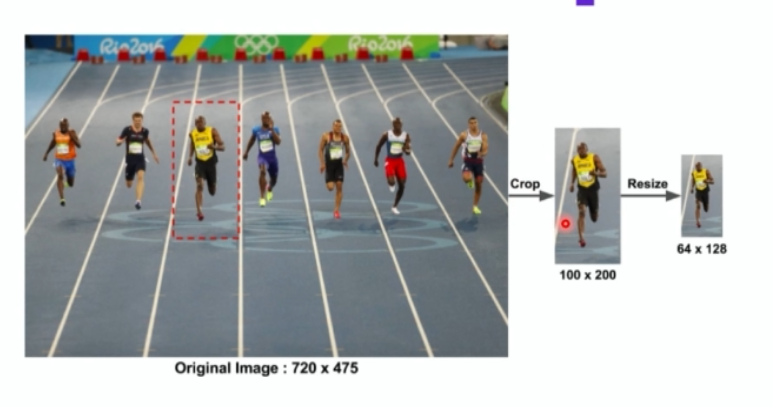 Rio2016 Rio2016
Crop
Resize
64 x 128
100 x 200
Original Image : 720 x 475